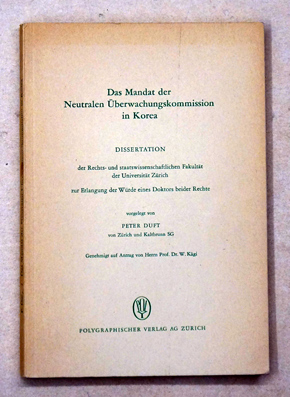 Das Mandat der
Neutralen Überwachungskommission
in Korea
DISSERTATION
der Rechts- und staatswissenschaftlichen Fakultät
der Universität Zürich
zur Erlangung der Würde eines Doktors beider Rechte
vorgelegt von
PETER DUFT
von Zürich und Kaltbrunn SG
Genehmigt auf Antrag von Herrn Prof. Dr. W. Kägi
POLYGRAPHISCHER VERLAG AG ZÜRICH